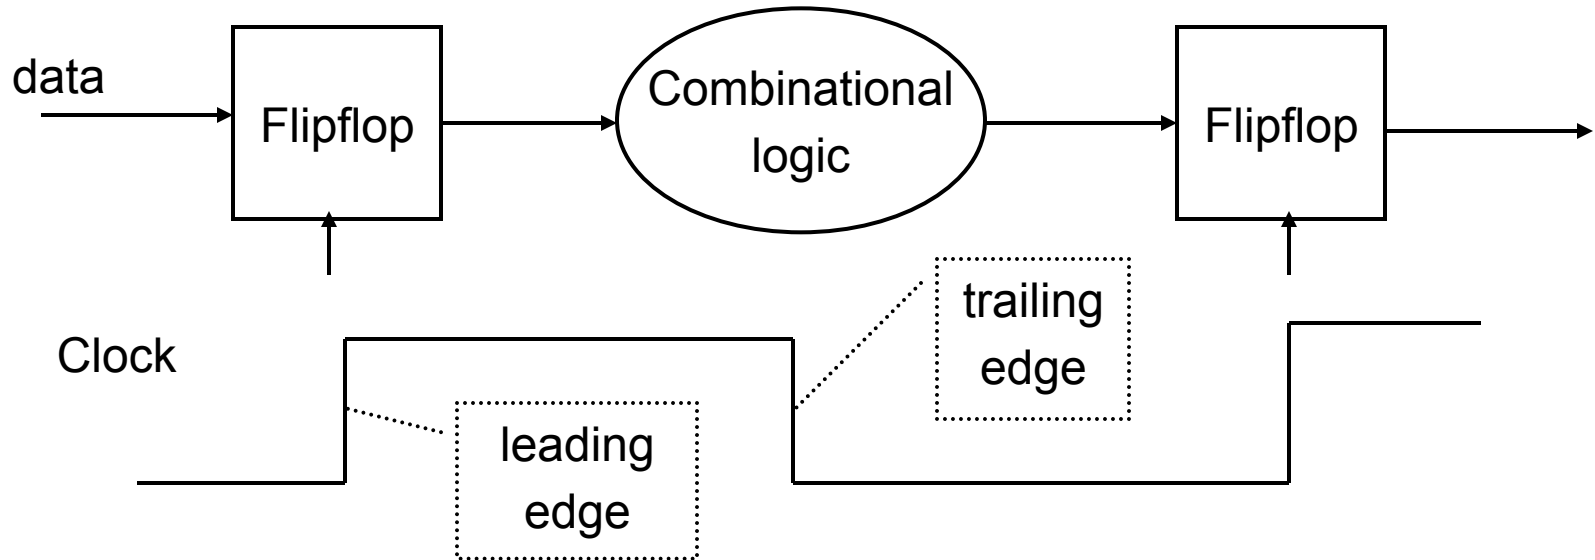 data
Flipflop
Combinational
logic
Flipflop
Clock
leading
edge
trailing
edge